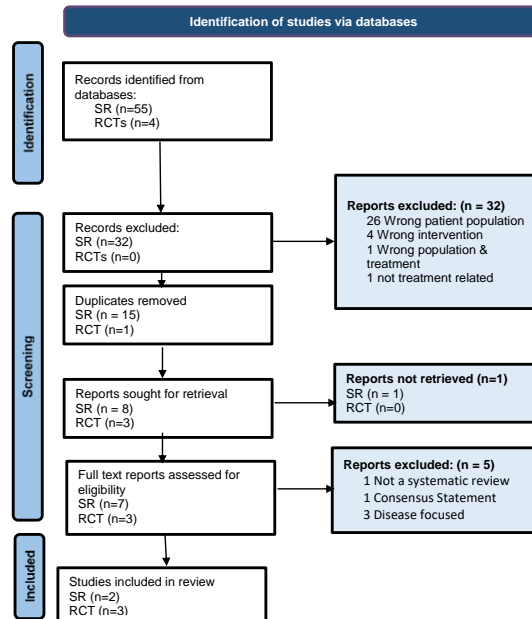 Identification of studies via databases
Identification
Records identified from
databases:
SR (n=55)
RCTs (n=4)
Screening
Records excluded:
SR (n=32)
RCTs (n=0)
Reports excluded: (n = 32)
26 Wrong patient population
4 Wrong intervention
1 Wrong population &
treatment
1 not treatment related
Duplicates removed
SR (n = 15)
RCT (n=1)
Reports sought for retrieval
SR (n = 8)
RCT (n=3)
Reports not retrieved (n=1)
SR (n = 1)
RCT (n=0)
Full text reports assessed for
eligibility
SR (n=7)
RCT (n=3)
Reports excluded: (n = 5)
1 Not a systematic review
1 Consensus Statement
3 Disease focused
Included
Studies included in review
SR (n=2)
RCT (n=3)